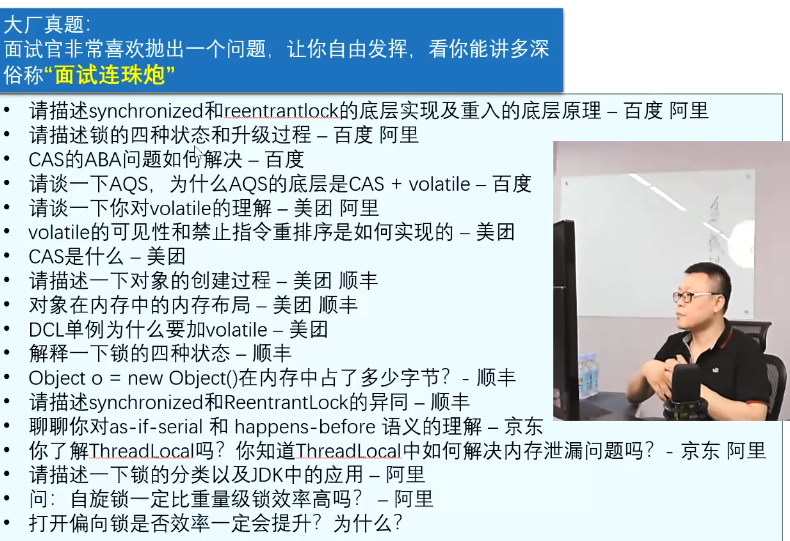 大厂真题：
面试官非常喜欢抛出一个问题，让你自由发挥，看你能讲多深
俗称“面试连珠炮”
• 请描述synchronized和reentrantlock的底层实现及重入的底层原理 – 百度 阿里
• 请描述锁的四种状态和升级过程 – 百度 阿里
• CAS的ABA问题如何解决 – 百度
• 请谈一下AQS，为什么AQS的底层是CAS + volatile – 百度
• 请谈一下你对volatile的理解 – 美团 阿里
• volatile的可见性和禁止指令重排序是如何实现的 – 美团
• CAS是什么 – 美团
• 请描述一下对象的创建过程 – 美团 顺丰
• 对象在内存中的内存布局 – 美团 顺丰
• DCL单例为什么要加volatile – 美团
• 解释一下锁的四种状态 – 顺丰
• Object o = new Object()在内存中占了多少字节？- 顺丰
• 请描述synchronized和ReentrantLock的异同 – 顺丰
• 聊聊你对as-if-serial 和 happens-before 语义的理解 – 京东
• 你了解ThreadLocal吗？你知道ThreadLocal中如何解决内存泄漏问题吗？- 京东 阿里
• 请描述一下锁的分类以及JDK中的应用 – 阿里
• 问：自旋锁一定比重量级锁效率高吗？ – 阿里
• 打开偏向锁是否效率一定会提升？为什么？